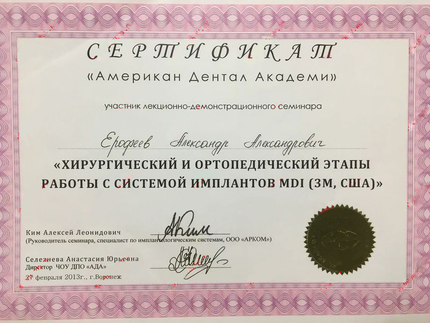 СЕРТИФИКАТ
«Американ Дентал Академи»
участник лекционно-демонстрационного семинара
Ерофеев Александр Александрович
«ХИРУРГИЧЕСКИЙ И ОРТОПЕДИЧЕСКИЙ ЭТАПЫ
РАБОТЫ С СИСТЕМОЙ ИМПЛАНТОВ MDI (3M, США)»
Ким Алексей Леонидович
(Руководитель семинара, специалист по имплантологическим системам, ООО «АРКОМ»)
Селезнева Анастасия Юрьевна
Директор ЧОУ ДПО «АДА»
27 февраля 2013г., г.Воронеж